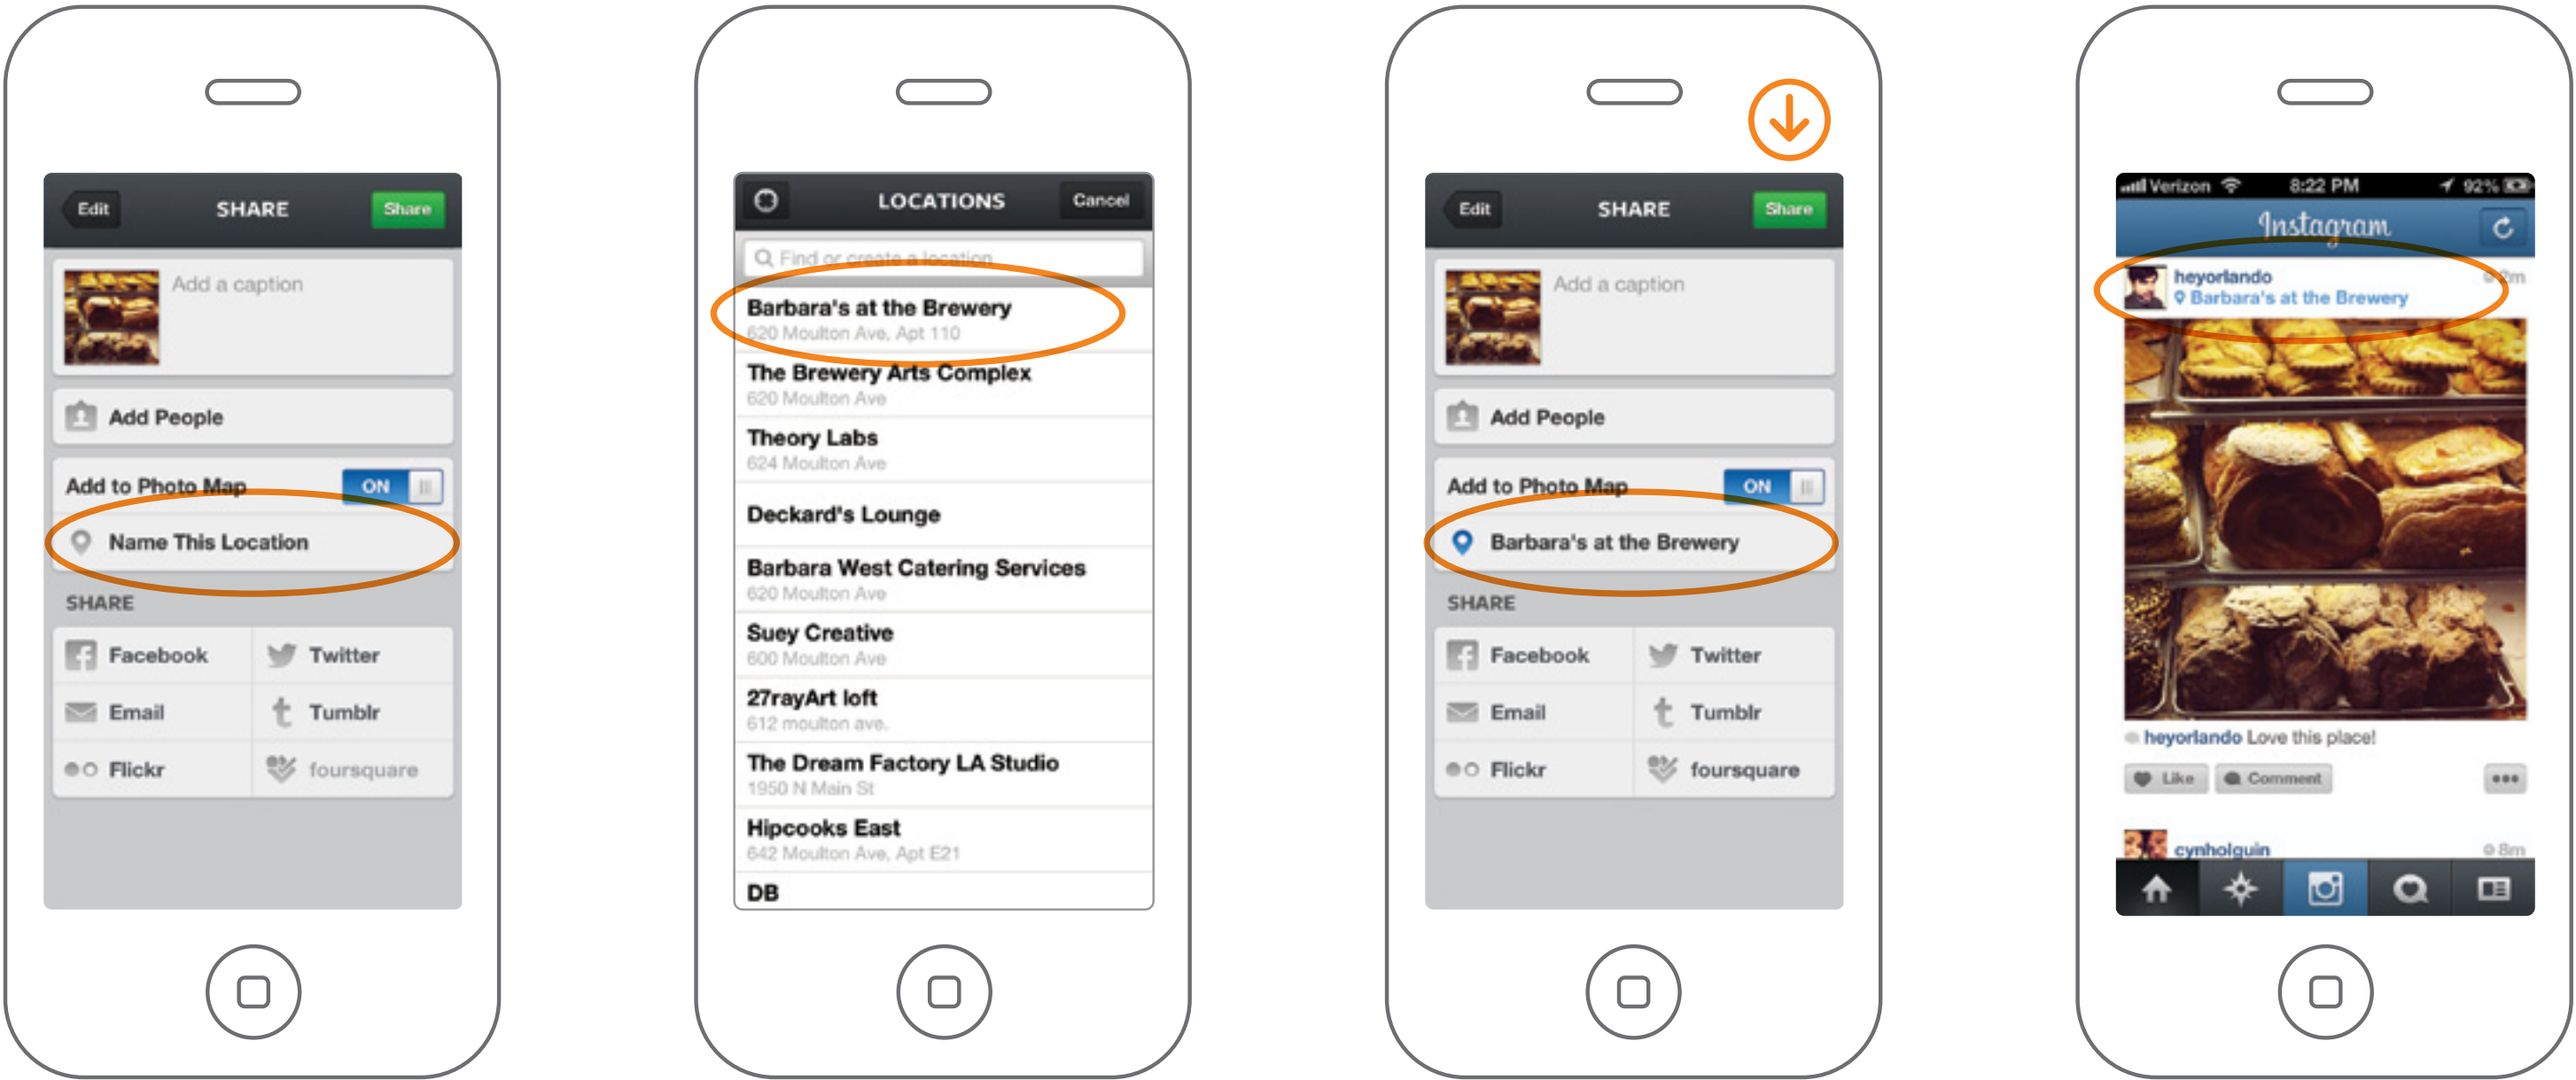 Edit SHARE Share
Add a caption
Add People
Add to Photo Map ON
Name This Location
SHARE
Facebook Twitter
Email Tumblr
Flickr foursquare
LOCATIONS Cancel
Find or create a location
Barbara's at the Brewery
620 Moulton Ave, Apt 110
The Brewery Arts Complex
620 Moulton Ave
Theory Labs
624 Moulton Ave
Deckard's Lounge
Barbara West Catering Services
620 Moulton Ave
Suey Creative
600 Moulton Ave
27rayArt loft
612 moulton ave.
The Dream Factory LA Studio
1950 N Main St
Hipcooks East
642 Moulton Ave, Apt E21
DB
Edit SHARE Share
Add a caption
Add People
Add to Photo Map ON
Barbara's at the Brewery
SHARE
Facebook Twitter
Email Tumblr
Flickr foursquare
Verizon 8:22 PM 92%
Instagram
heyorlando 2m
Barbara's at the Brewery
heyorlando Love this place!
Like Comment
cynholguin 8m